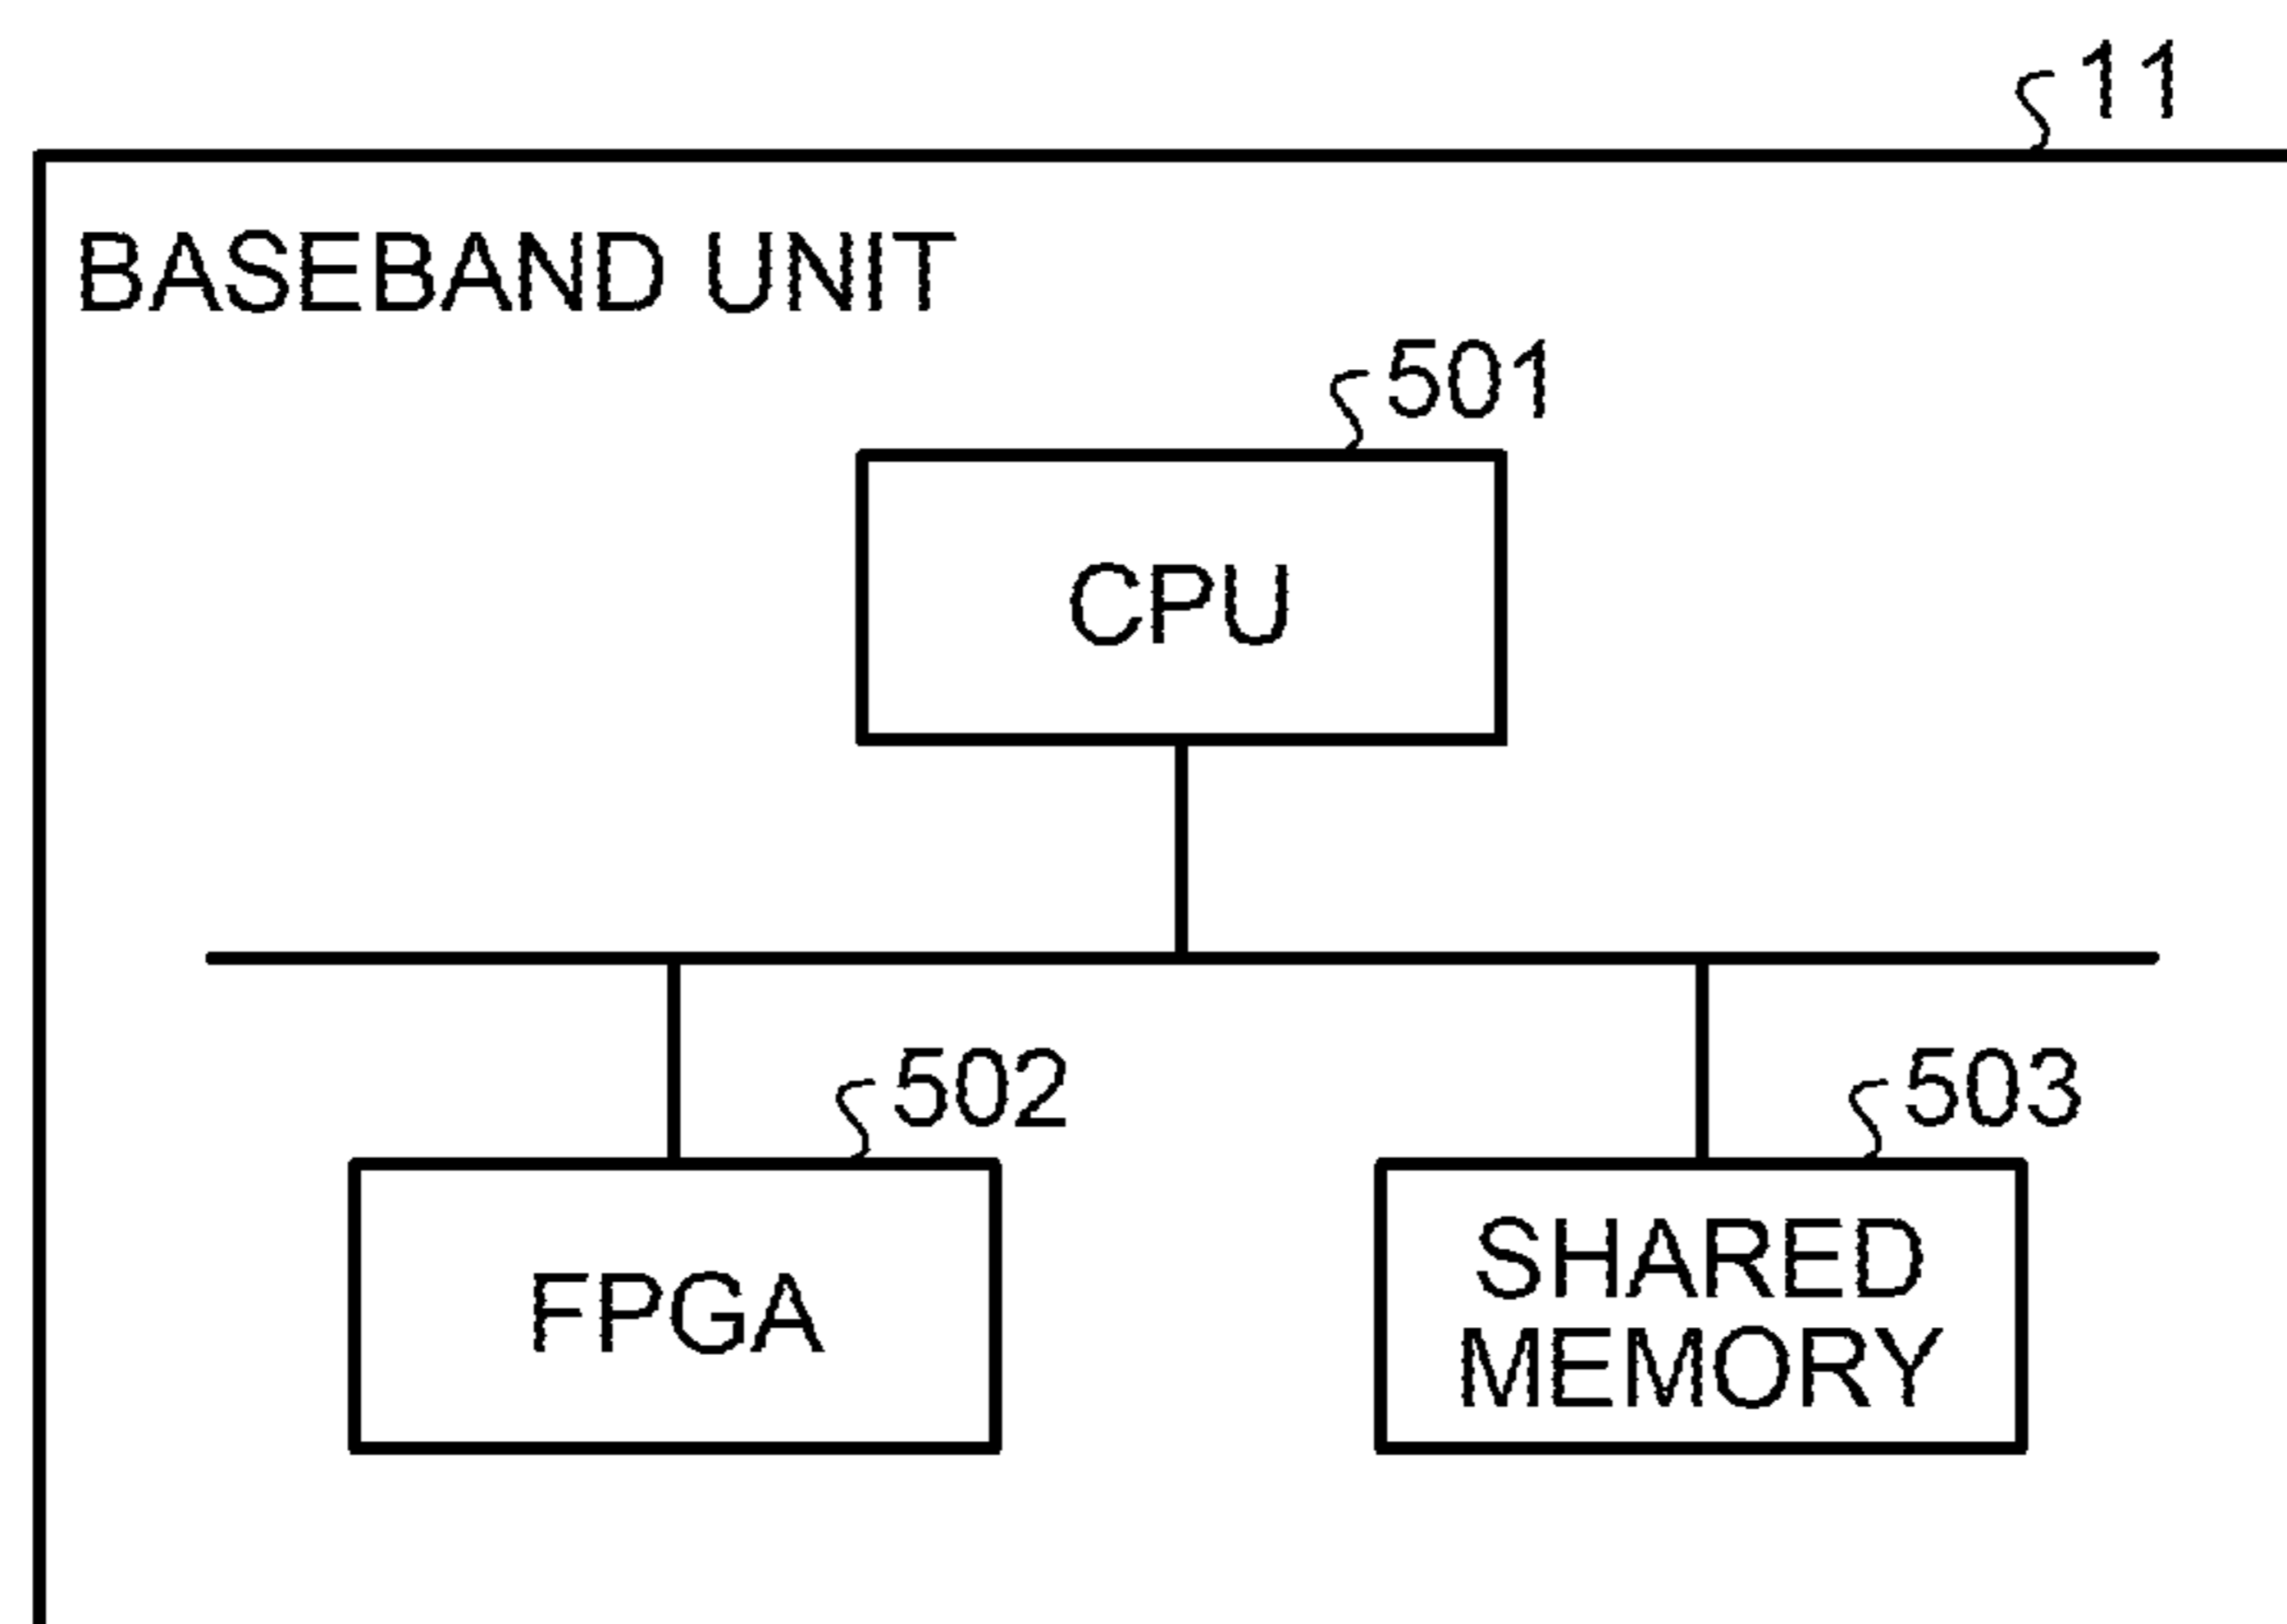 11
BASEBAND UNIT
501
CPU
502
503
FPGA
SHARED
MEMORY